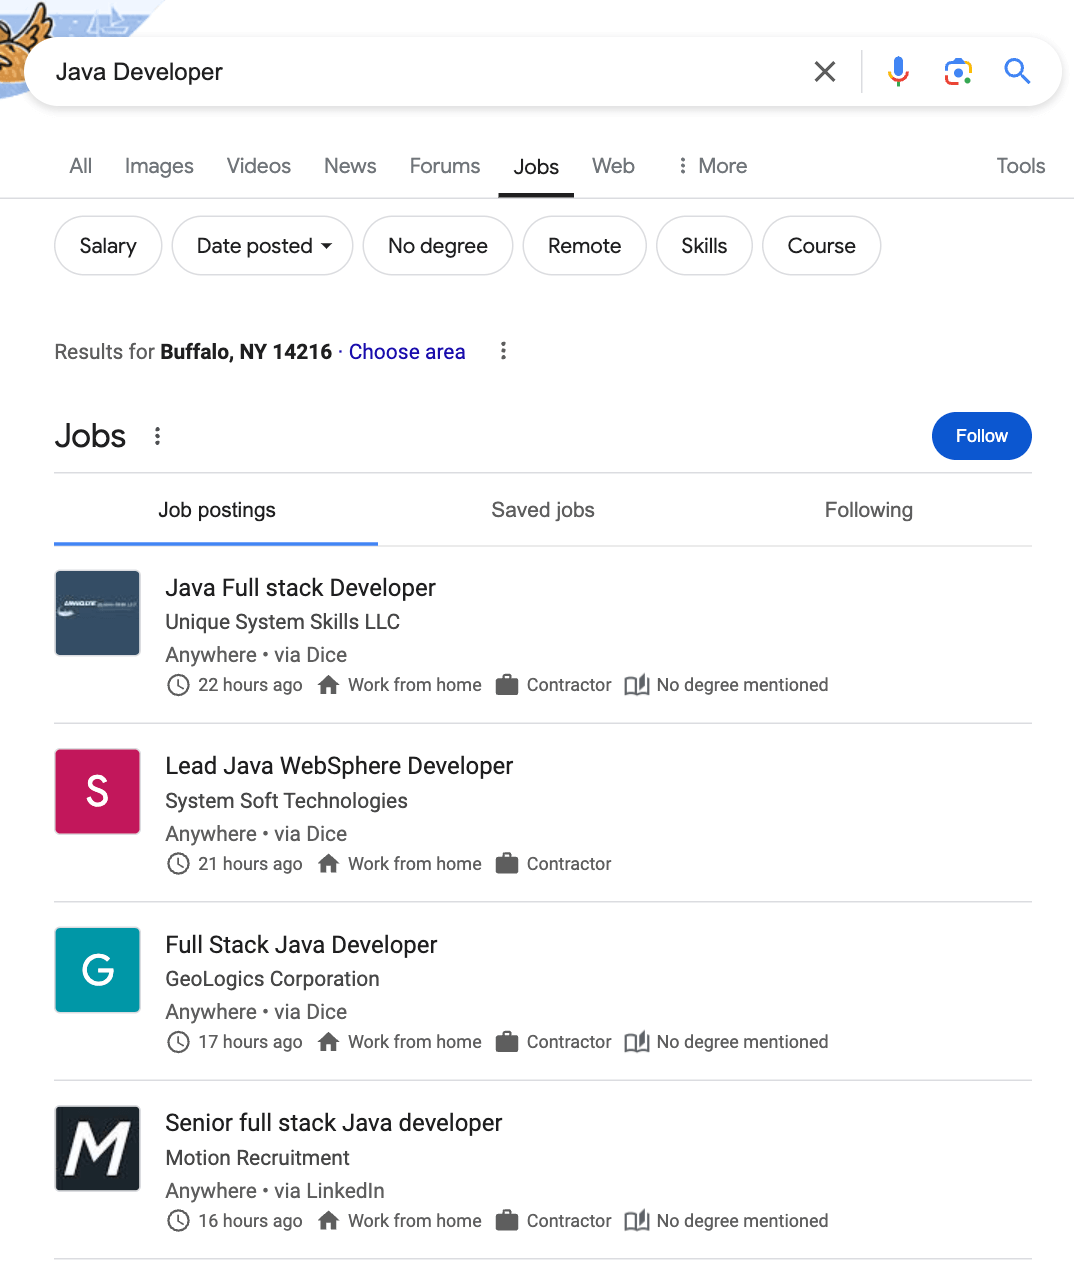 Java Developer
All Images Videos News Forums Jobs Web More Tools
Salary Date posted No degree Remote Skills Course
Results for Buffalo, NY 14216 · Choose area
Jobs Follow
Job postings Saved jobs Following
Java Full stack Developer
Unique System Skills LLC
Anywhere • via Dice
22 hours ago Work from home Contractor No degree mentioned
S
Lead Java WebSphere Developer
System Soft Technologies
Anywhere • via Dice
21 hours ago Work from home Contractor
G
Full Stack Java Developer
GeoLogics Corporation
Anywhere • via Dice
17 hours ago Work from home Contractor No degree mentioned
M
Senior full stack Java developer
Motion Recruitment
Anywhere • via LinkedIn
16 hours ago Work from home Contractor No degree mentioned